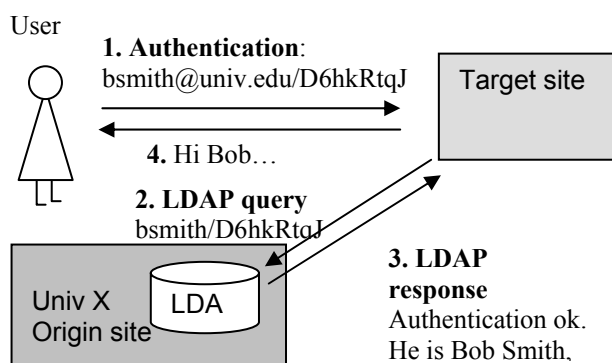 User
1. Authentication:
bsmith@univ.edu/D6hkRtqJ
Target site
4. Hi Bob…
2. LDAP query
bsmith/D6hkRtqJ
3. LDAP
response
Authentication ok.
He is Bob Smith,
Univ X
Origin site
LDA